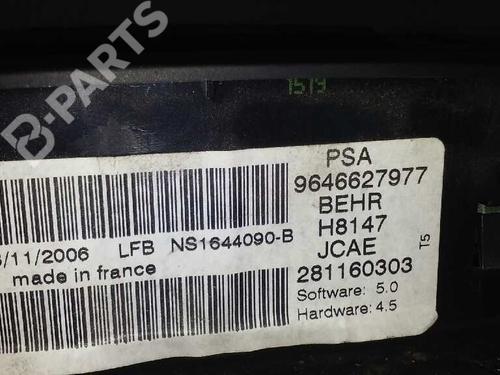 B-PARTS
1519
PSA
9646627977
BEHR
H8147
JCAE
281160303
T5
Software: 5.0
Hardware: 4.5
/11/2006 LFB NS1644090-B
made in france